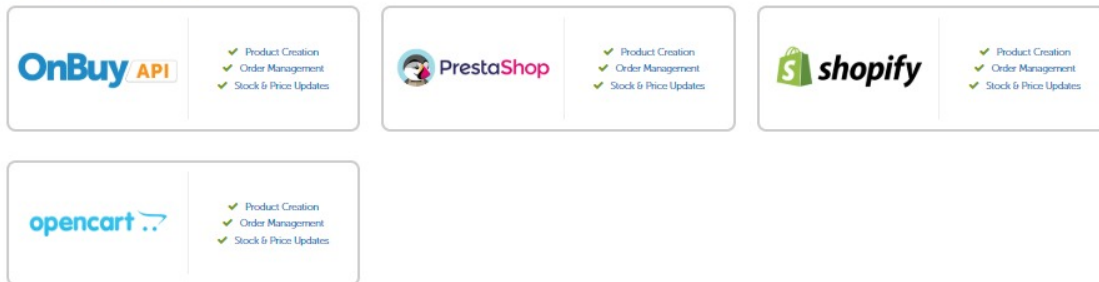 OnBuy API
Product Creation
Order Management
Stock & Price Updates
PrestaShop
Product Creation
Order Management
Stock & Price Updates
shopify
Product Creation
Order Management
Stock & Price Updates
opencart
Product Creation
Order Management
Stock & Price Updates